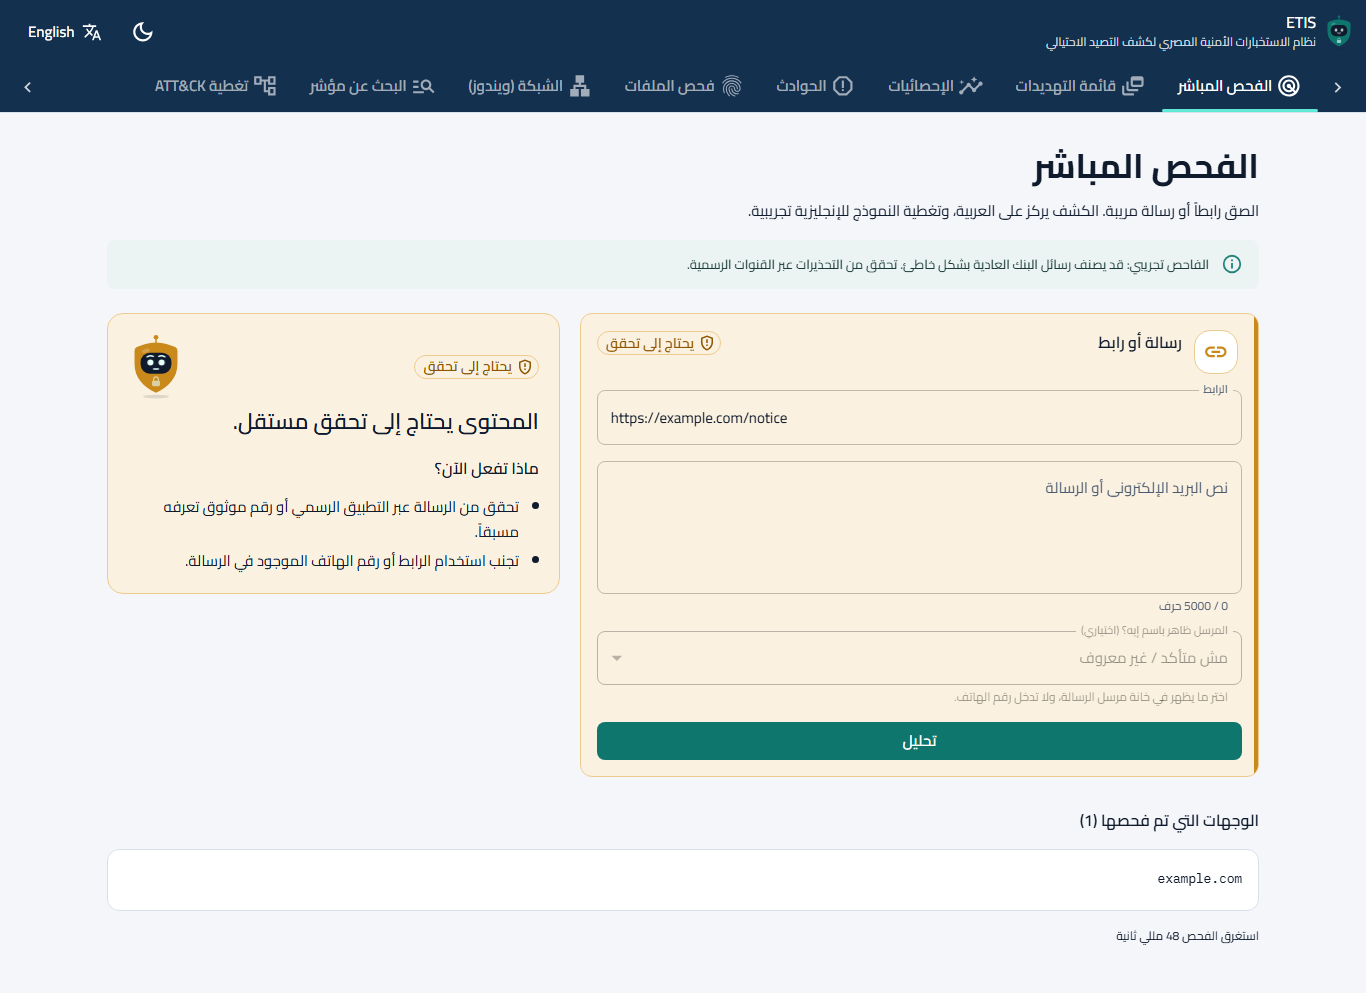 ETIS
نظام الاستخبارات الأمنية المصري لكشف التصيد الاحتيالي
English
الفحص المباشر
قائمة التهديدات
الإحصائيات
الحوادث
فحص الملفات
الشبكة (ويندوز)
البحث عن مؤشر
تغطية ATT&CK
الفحص المباشر
الصق رابطاً أو رسالة مريبة. الكشف يركز على العربية، وتغطية النموذج للإنجليزية تجريبية.
الفاحص تجريبي: قد يصنف رسائل البنك العادية بشكل خاطئ. تحقق من التحذيرات عبر القنوات الرسمية.
رسالة أو رابط
يحتاج إلى تحقق
الرابط
https://example.com/notice
نص البريد الإلكتروني أو الرسالة
0 / 5000 حرف
المرسل ظاهر باسم إيه؟ (اختياري)
مش متأكد / غير معروف
اختر ما يظهر في خانة مرسل الرسالة، ولا تدخل رقم الهاتف.
تحليل
يحتاج إلى تحقق
المحتوى يحتاج إلى تحقق مستقل.
ماذا تفعل الآن؟
تحقق من الرسالة عبر التطبيق الرسمي أو رقم موثوق تعرفه
مسبقاً.
تجنب استخدام الرابط أو رقم الهاتف الموجود في الرسالة.
الوجهات التي تم فحصها (1)
example.com
استغرق الفحص 48 مللي ثانية